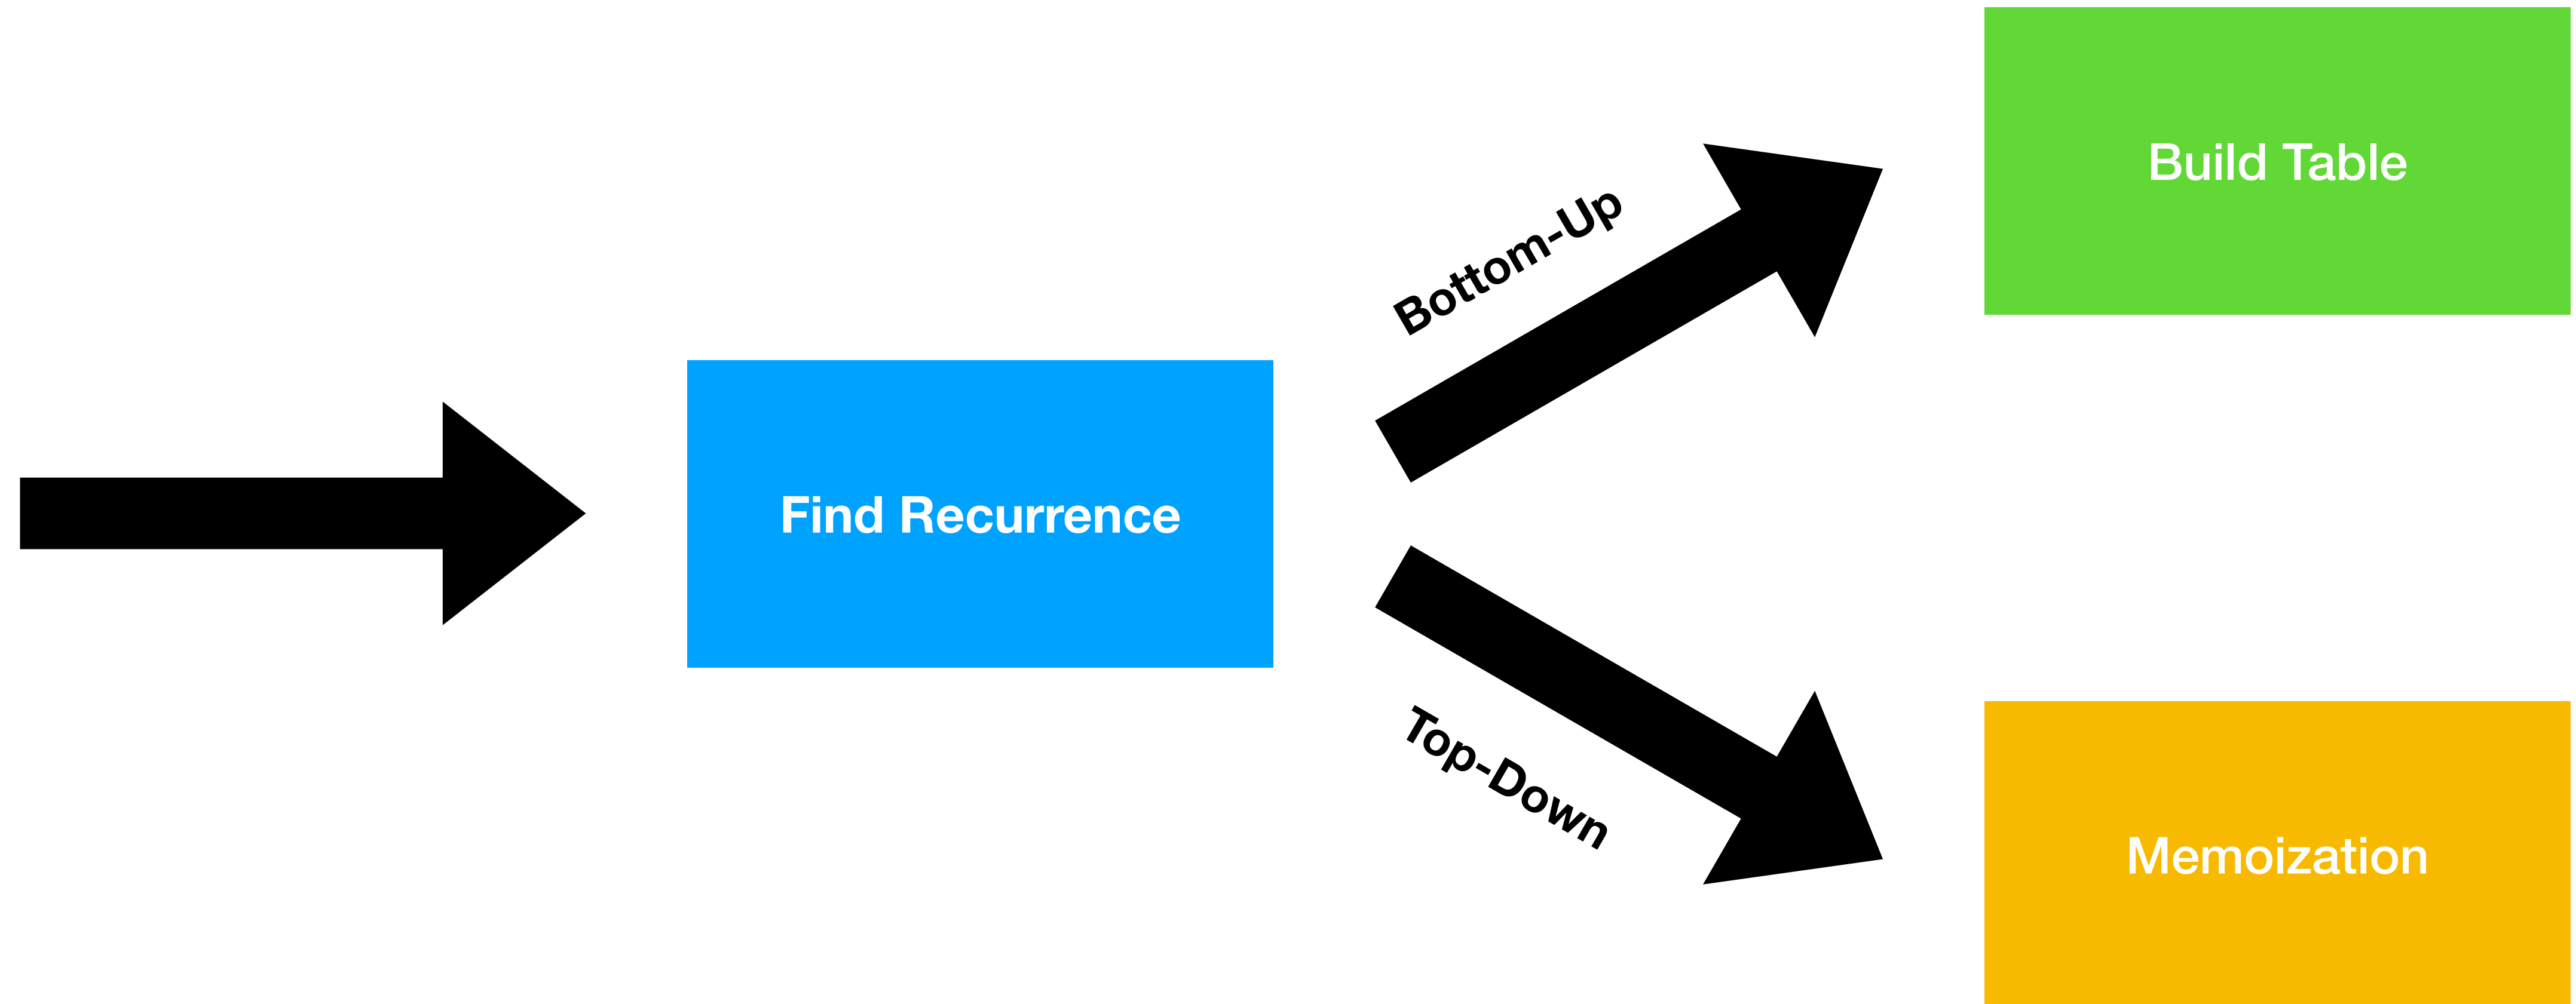 Build Table
Bottom-Up
Find Recurrence
Top-Down
Memoization